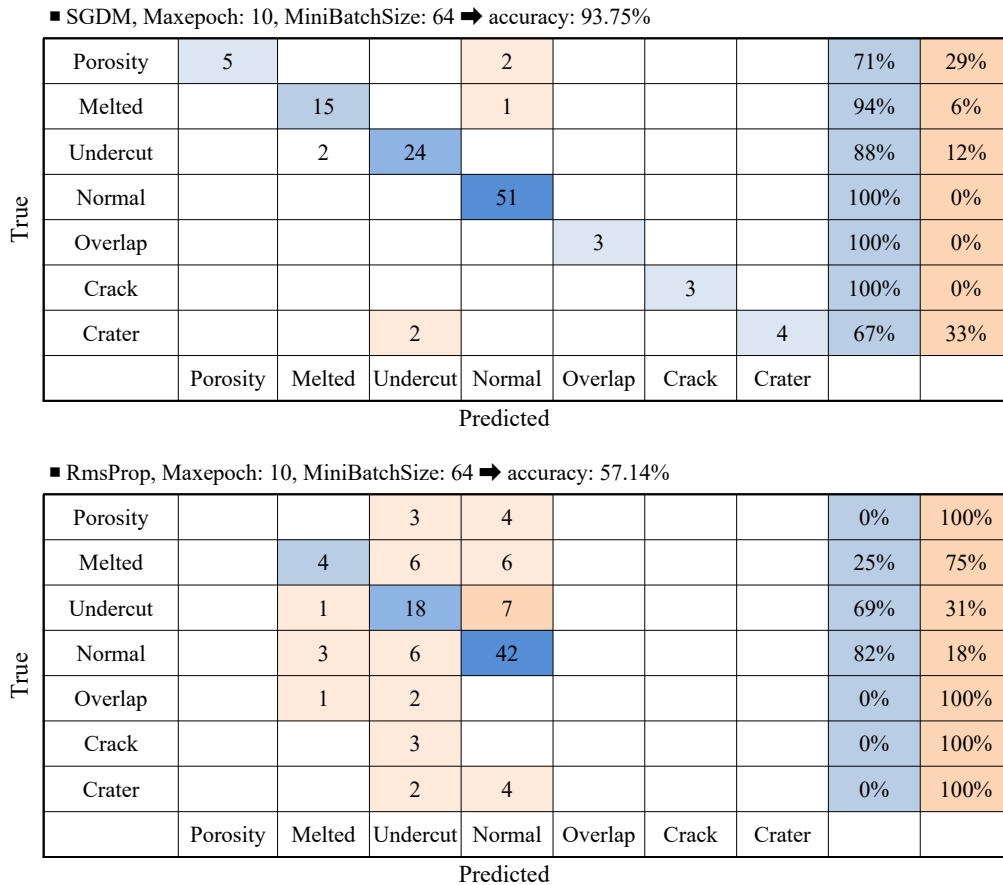 ■ SGDM, Maxepoch: 10, MiniBatchSize: 64 ➡ accuracy: 93.75%
Porosity 5 2 71% 29%
Melted 15 1 94% 6%
Undercut 2 24 88% 12%
Normal 51 100% 0%
Overlap 3 100% 0%
Crack 3 100% 0%
Crater 2 4 67% 33%
Porosity Melted Undercut Normal Overlap Crack Crater
True
Predicted
■ RmsProp, Maxepoch: 10, MiniBatchSize: 64 ➡ accuracy: 57.14%
Porosity 3 4 0% 100%
Melted 4 6 6 25% 75%
Undercut 1 18 7 69% 31%
Normal 3 6 42 82% 18%
Overlap 1 2 0% 100%
Crack 3 0% 100%
Crater 2 4 0% 100%
Porosity Melted Undercut Normal Overlap Crack Crater
True
Predicted